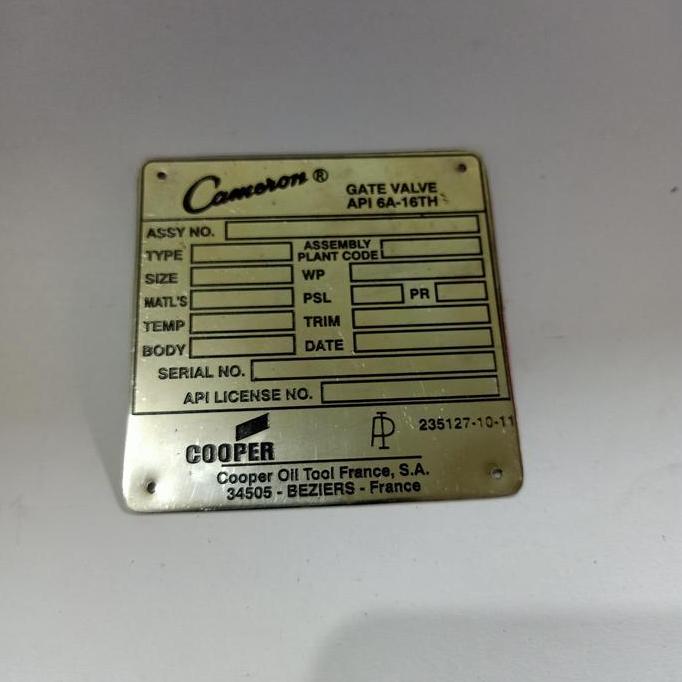 Cameron®
GATE VALVE
API 6A-16TH
ASSY NO.
TYPE ASSEMBLY PLANT CODE
SIZE WP
MATL'S PSL PR
TEMP TRIM
BODY DATE
SERIAL NO.
API LICENSE NO.
COOPER API 235127-10-11
Cooper Oil Tool France, S.A.
34505 - BEZIERS - France